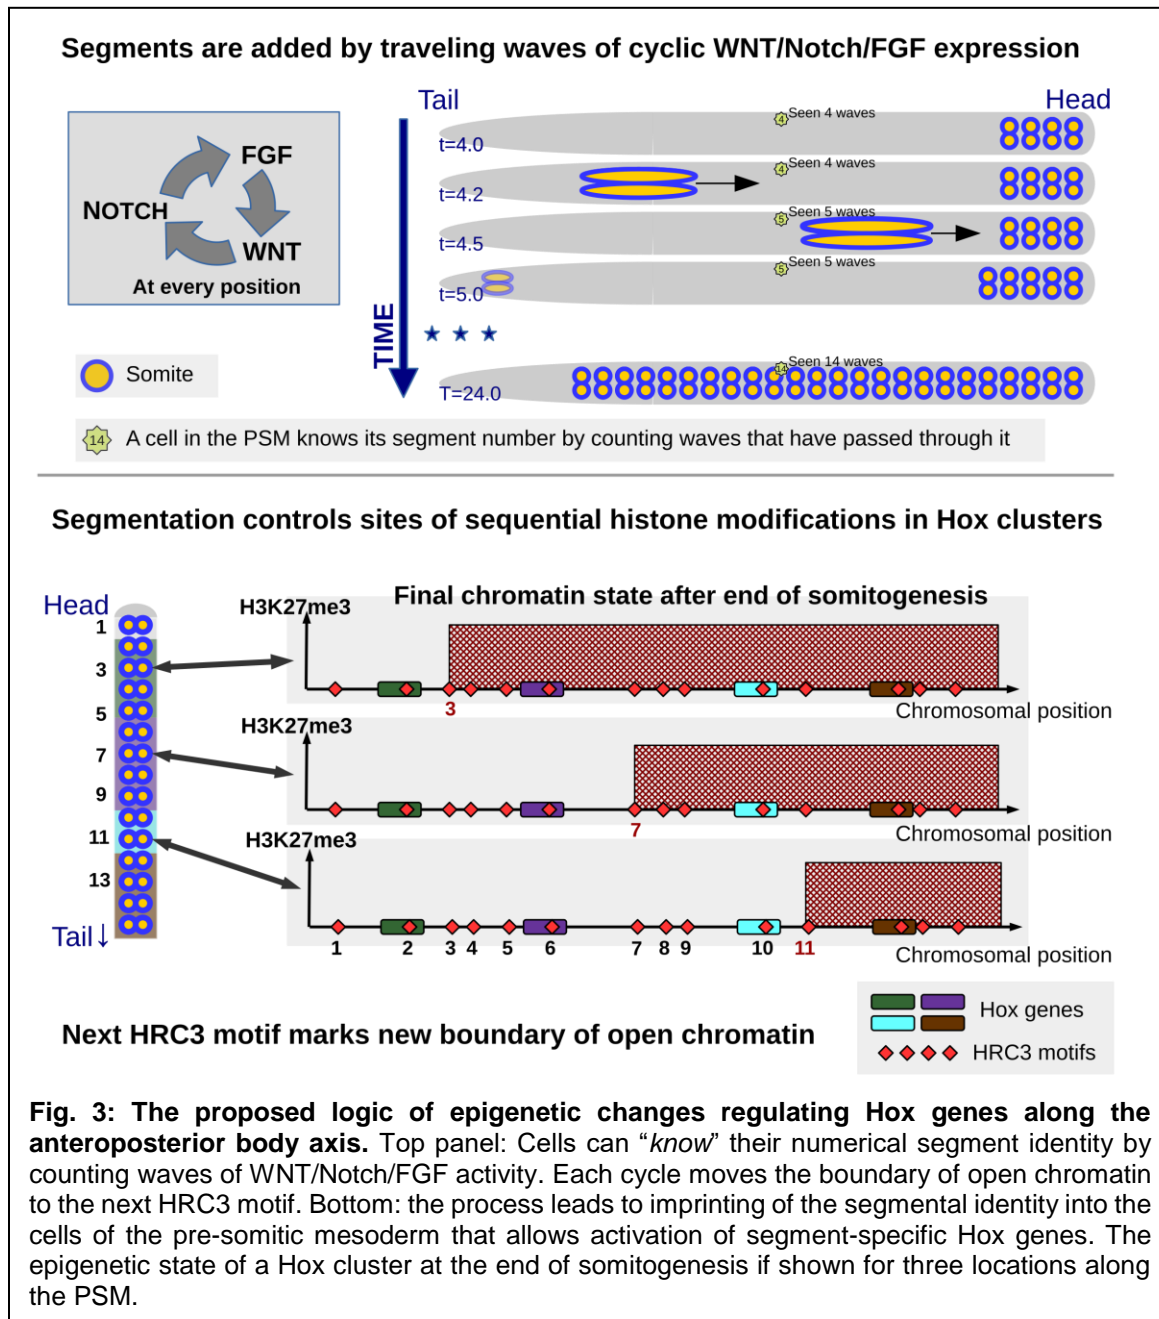 Segments are added by traveling waves of cyclic WNT/Notch/FGF expression
Tail
Head
FGF
NOTCH
WNT
At every position
TIME
t=4.0
4
Seen 4 waves
t=4.2
4
Seen 4 waves
t=4.5
5
Seen 5 waves
t=5.0
5
Seen 5 waves
T=24.0
14
Seen 14 waves
Somite
14
A cell in the PSM knows its segment number by counting waves that have passed through it
Segmentation controls sites of sequential histone modifications in Hox clusters
Head
1
3
5
7
9
11
13
Tail↓
Final chromatin state after end of somitogenesis
H3K27me3
3
Chromosomal position
H3K27me3
7
Chromosomal position
H3K27me3
1 2 3 4 5 6 7 8 9 10 11
Chromosomal position
Next HRC3 motif marks new boundary of open chromatin
Hox genes
HRC3 motifs
Fig. 3: The proposed logic of epigenetic changes regulating Hox genes along the
anteroposterior body axis. Top panel: Cells can “know” their numerical segment identity by
counting waves of WNT/Notch/FGF activity. Each cycle moves the boundary of open chromatin
to the next HRC3 motif. Bottom: the process leads to imprinting of the segmental identity into the
cells of the pre-somitic mesoderm that allows activation of segment-specific Hox genes. The
epigenetic state of a Hox cluster at the end of somitogenesis if shown for three locations along
the PSM.